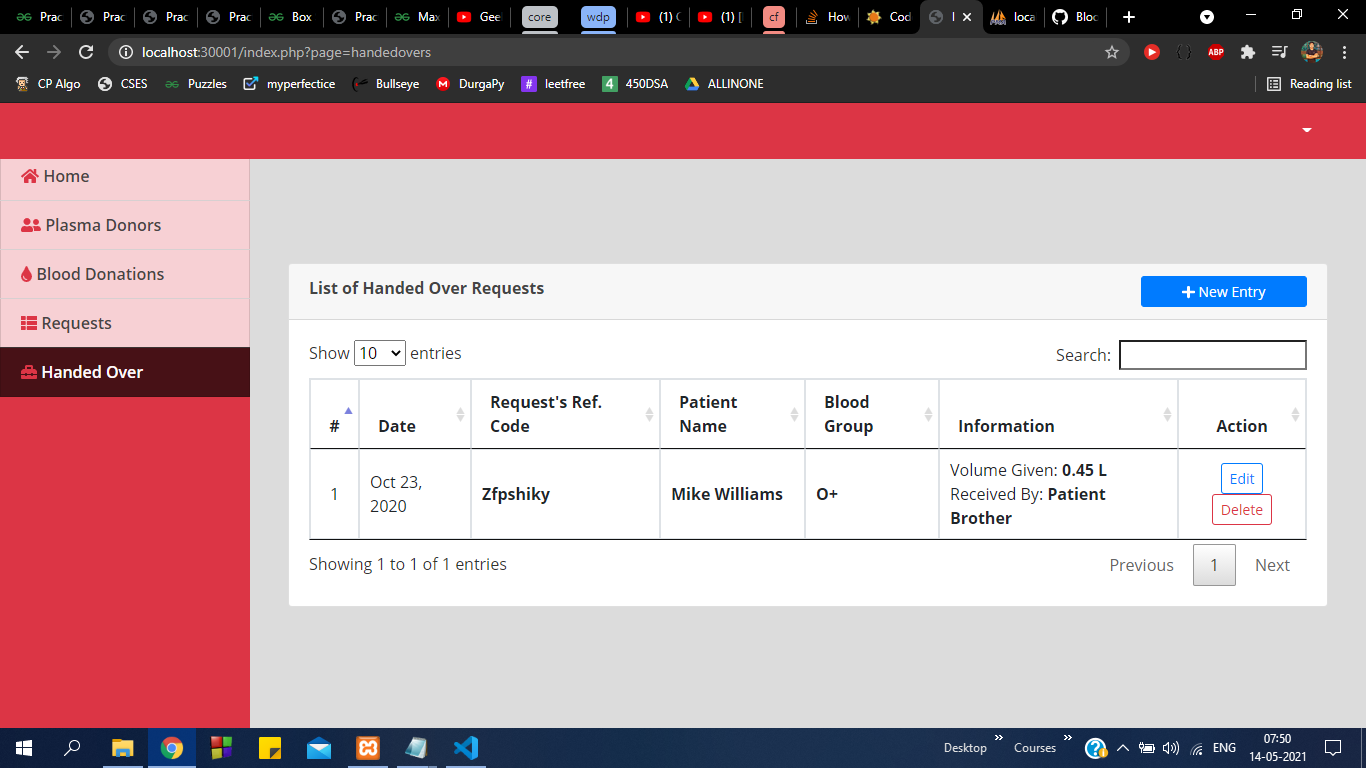 Prac
Prac
Prac
Prac
Box
Prac
Max
Gee
core
wdp
(1) (
(1) [
cf
How
Cod
loca
Bloc
localhost:30001/index.php?page=handedovers
ABP
CP Algo
CSES
Puzzles
myperfectice
Bullseye
DurgaPy
# leetfree
4 450DSA
ALLINONE
Reading list
Home
Plasma Donors
Blood Donations
Requests
Handed Over
List of Handed Over Requests
+ New Entry
Show 10 entries
Search:
# Date Request's Ref. Code Patient Name Blood Group Information Action
1 Oct 23, 2020 Zfpshiky Mike Williams O+ Volume Given: 0.45 L
Received By: Patient
Brother
Edit
Delete
Showing 1 to 1 of 1 entries
Previous 1 Next
Desktop
Courses
ENG
07:50
14-05-2021